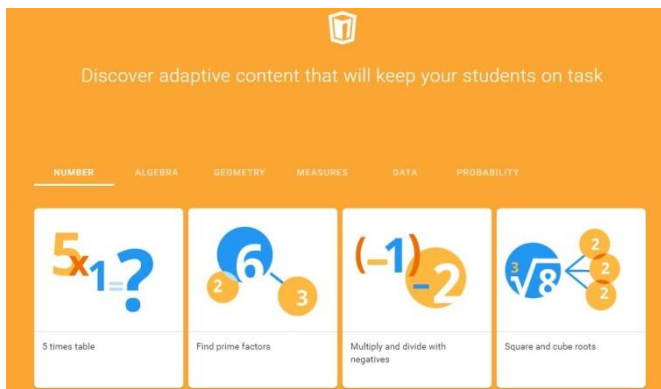 Discover adaptive content that will keep your students on task
NUMBER ALGEBRA GEOMETRY MEASURES DATA PROBABILITY
5x1=?
6 2 3
(-1)-2
3√8 2 2 2
5 times table
Find prime factors
Multiply and divide with
negatives
Square and cube roots